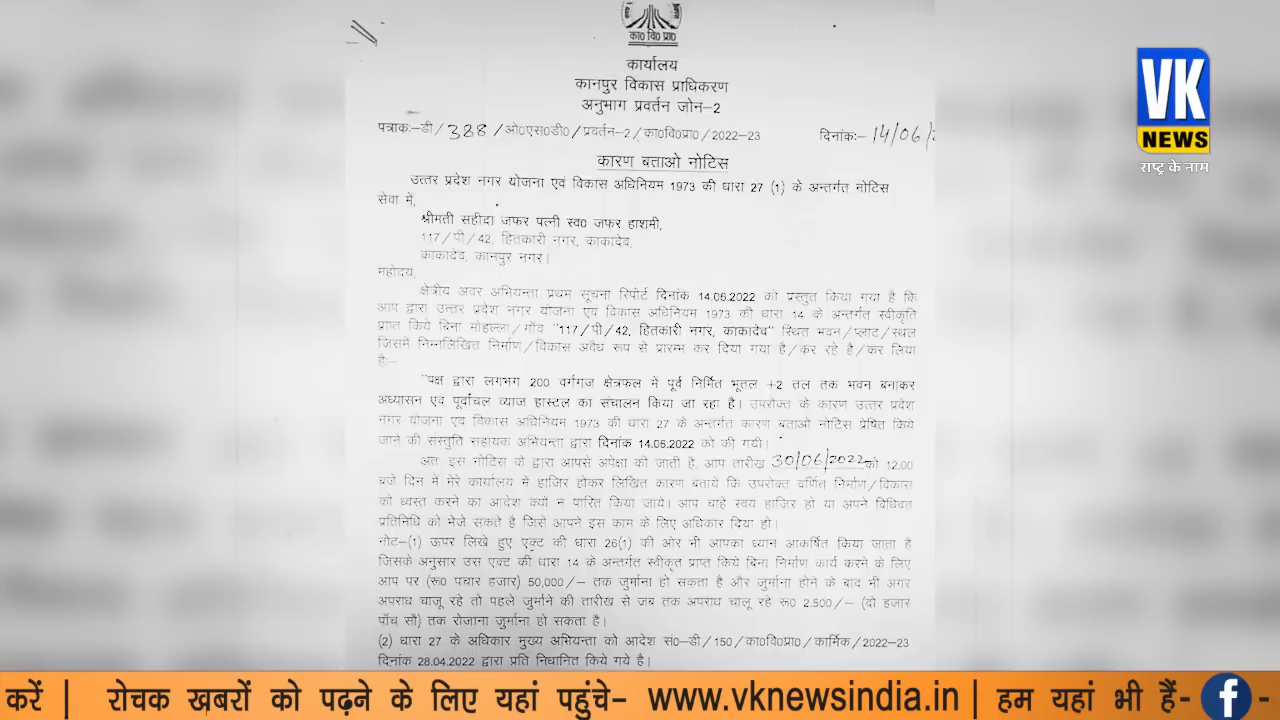 का0 वि0 प्रा0
कार्यालय
कानपुर विकास प्राधिकरण
अनुभाग प्रवर्तन जोन–2
पत्राकः–डी/388/ओ0एस0डी0/प्रवर्तन–2/का0वि0प्रा0/2022–23 दिनांकः– 14/06/
कारण बताओ नोटिस
उत्तर प्रदेश नगर योजना एवं विकास अधिनियम 1973 की धारा 27 (1) के अन्तर्गत नोटिस
सेवा में,
श्रीमती सहीदा जफर पत्नी स्व0 जफर हाशमी,
117/पी/42, हितकारी नगर, काकादेव,
काकादेव, कानपुर नगर।
महोदय,
क्षेत्रीय अवर अभियन्ता प्रथम सूचना रिपोर्ट दिनांक 14.06.2022 को प्रस्तुत किया गया है कि
आप द्वारा उत्तर प्रदेश नगर योजना एवं विकास अधिनियम 1973 की धारा 14 के अन्तर्गत स्वीकृति
प्राप्त किये बिना मोहल्ला/गॉव "117/पी/42, हितकारी नगर, काकादेव" स्थित भवन/प्लाट/स्थल
जिसमें निम्नलिखित निर्माण/विकास अवैध रूप से प्रारम्भ कर दिया गया है/कर रहे है/कर लिया
है:–
"पक्ष द्वारा लगभग 200 वर्गगज क्षेत्रफल में पूर्व निर्मित भूतल +2 तल तक भवन बनाकर
अध्यासन एवं पूर्वांचल ब्याज हास्टल का संचालन किया जा रहा है। उपरोक्त के कारण उत्तर प्रदेश
नगर योजना एवं विकास अधिनियम 1973 की धारा 27 के अन्तर्गत कारण बताओ नोटिस प्रेषित किये
जाने की संस्तुति सहायक अभियन्ता द्वारा दिनांक 14.06.2022 को की गयी।
अतः इस नोटिस के द्वारा आपसे अपेक्षा की जाती है, आप तारीख 30/06/2022 को 12.00
बजे दिन में मेरे कार्यालय में हाजिर होकर लिखित कारण बतायें कि उपरोक्त वर्णित निर्माण/विकास
को ध्वस्त करने का आदेश क्यों न पारित किया जाये। आप चाहे स्वयं हाजिर हो या अपने विधिवत
प्रतिनिधि को भेज सकते है जिसे आपने इस काम के लिए अधिकार दिया हो।
नोट–(1) ऊपर लिखे हुए एक्ट की धारा 26(1) की ओर भी आपका ध्यान आकर्षित किया जाता है
जिसके अनुसार उस एक्ट की धारा 14 के अन्तर्गत स्वीकृत प्राप्त किये बिना निर्माण कार्य करने के लिए
आप पर (रू0 पचार हजार) 50,000/– तक जुर्माना हो सकता है और जुर्माना होने के बाद भी अगर
अपराध चाजू रहे तो पहले जुर्माने की तारीख से जब तक अपराध चालू रहे रू0 2,500/– (दो हजार
पॉच सौ) तक रोजाना जुर्माना हो सकता है।
(2) धारा 27 के अधिकार मुख्य अभियन्ता को आदेश सं0–डी/150/का0वि0प्रा0/कार्मिक/2022–23
दिनांक 28.04.2022 द्वारा प्रति निधानित किये गये है।
VK
NEWS
राष्ट्र के नाम
करें | रोचक खबरों को पढ़ने के लिए यहां पहुंचे– www.vknewsindia.in | हम यहां भी हैं– f -